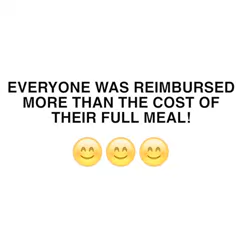 EVERYONE WAS REIMBURSED
MORE THAN THE COST OF
THEIR FULL MEAL!
😊😊😊